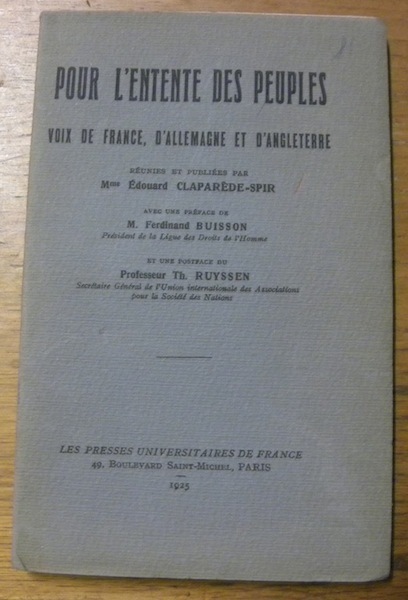 POUR L'ENTENTE DES PEUPLES
VOIX DE FRANCE, D'ALLEMAGNE ET D'ANGLETERRE
RÉUNIES ET PUBLIÉES PAR
Mme Édouard CLAPARÈDE-SPIR
AVEC UNE PRÉFACE DE
M. Ferdinand BUISSON
Président de la Ligue des Droits de l'Homme
ET UNE POSTFACE DU
Professeur Th. RUYSSEN
Secrétaire Général de l'Union internationale des Associations
pour la Société des Nations
LES PRESSES UNIVERSITAIRES DE FRANCE
49, BOULEVARD SAINT-MICHEL, PARIS
1925